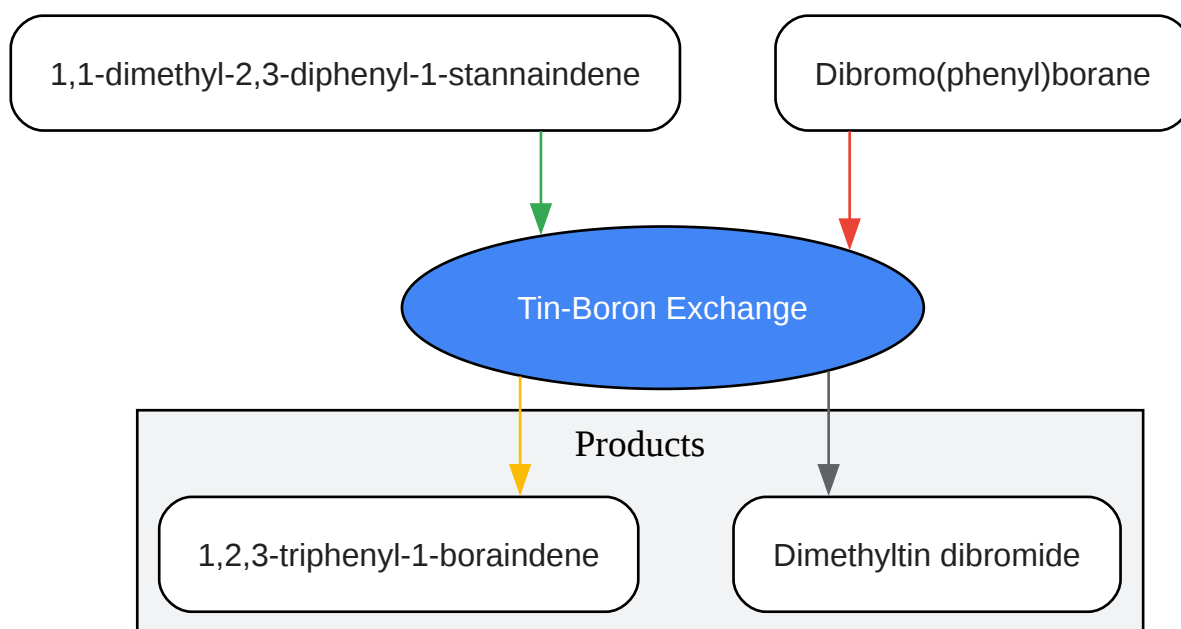 1,1-dimethyl-2,3-diphenyl-1-stannaindene
Dibromo(phenyl)borane
Tin-Boron Exchange
Products
1,2,3-triphenyl-1-boraindene
Dimethyltin dibromide